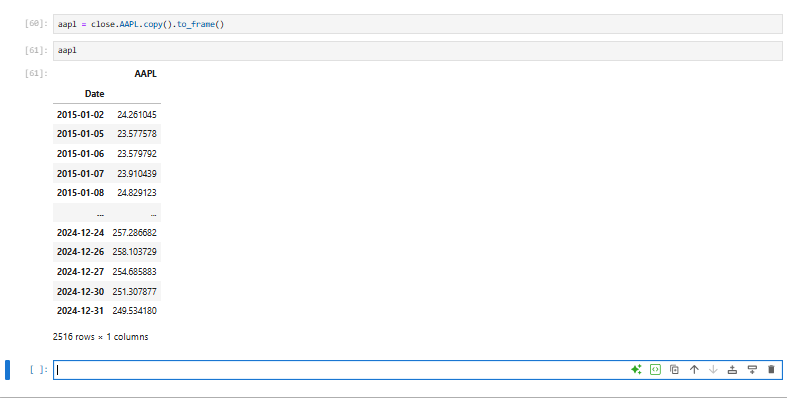 [60]: aapl = close.AAPL.copy().to_frame()
[61]: aapl
[61]: AAPL
Date
2015-01-02 24.261045
2015-01-05 23.577578
2015-01-06 23.579792
2015-01-07 23.910439
2015-01-08 24.829123
... ...
2024-12-24 257.286682
2024-12-26 258.103729
2024-12-27 254.685883
2024-12-30 251.307877
2024-12-31 249.534180
2516 rows × 1 columns
[ ]: